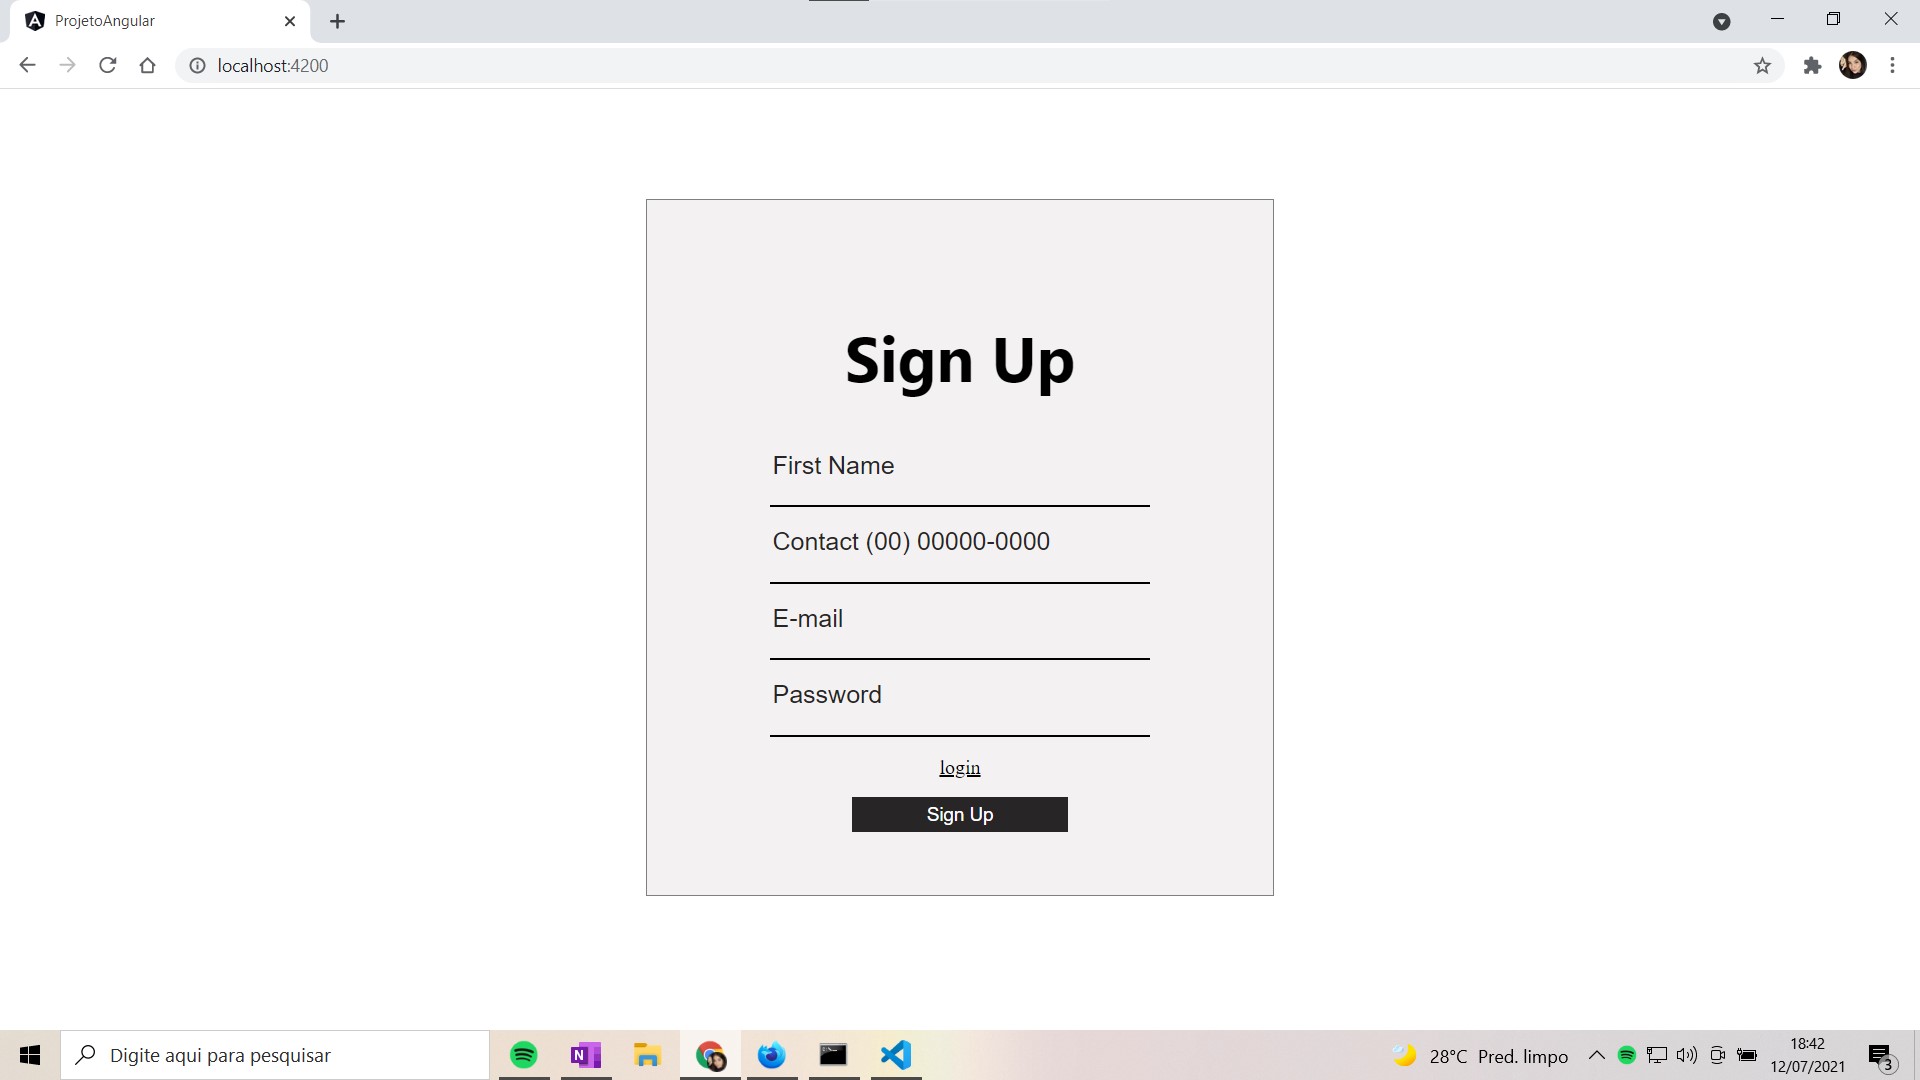 ProjetoAngular
localhost:4200
Sign Up
First Name
Contact (00) 00000-0000
E-mail
Password
login
Sign Up
Digite aqui para pesquisar
N
28°C Pred. limpo
18:42
12/07/2021
3